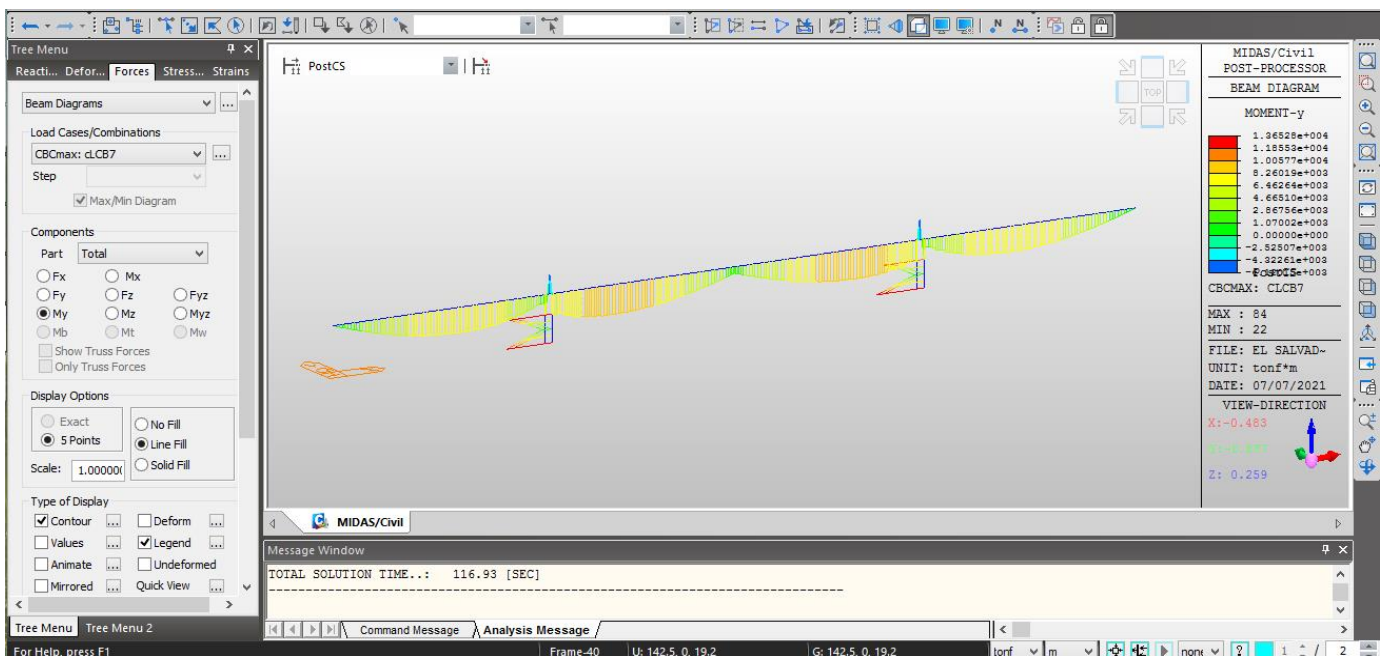 Tree Menu
Reacti... Defor... Forces Stress... Strains
Beam Diagrams
...
Load Cases/Combinations
CBCmax: cLCB7
...
Step
Max/Min Diagram
Components
Part Total
Fx Mx
Fy Fz Fyz
My Mz Myz
Mb Mt Mw
Show Truss Forces
Only Truss Forces
Display Options
Exact
5 Points
No Fill
Line Fill
Solid Fill
Scale: 1.00000
Type of Display
Contour ... Deform ...
Values ... Legend ...
Animate ... Undeformed
Mirrored ... Quick View
Tree Menu Tree Menu 2
For Help, press F1
PostCS
TOP
MIDAS/Civil
POST-PROCESSOR
BEAM DIAGRAM
MOMENT-y
1.36528e+004
1.18553e+004
1.00577e+004
8.26019e+003
6.46264e+003
4.66510e+003
2.86756e+003
1.07002e+003
0.00000e+000
-2.52507e+003
-4.32261e+003
PostCS
CBCMAX: CLCB7
MAX : 84
MIN : 22
FILE: EL SALVAD~
UNIT: tonf*m
DATE: 07/07/2021
VIEW-DIRECTION
X:-0.483
Z: 0.259
MIDAS/Civil
Message Window
TOTAL SOLUTION TIME..: 116.93 [SEC]
Command Message Analysis Message
Frame-40 U: 142.5, 0, 19.2 G: 142.5, 0, 19.2 tonf m none 1 / 2